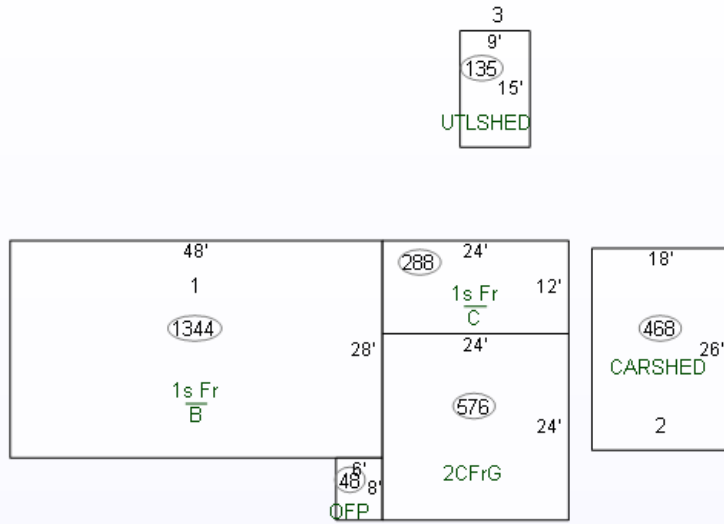 3
9'
135
15'
UTLSHED
48'
1
1344
28'
1s Fr
B
288
24'
12'
1s Fr
C
24'
576
24'
2CFrG
6'
48
8'
OFP
18'
468
26'
CARSHED
2